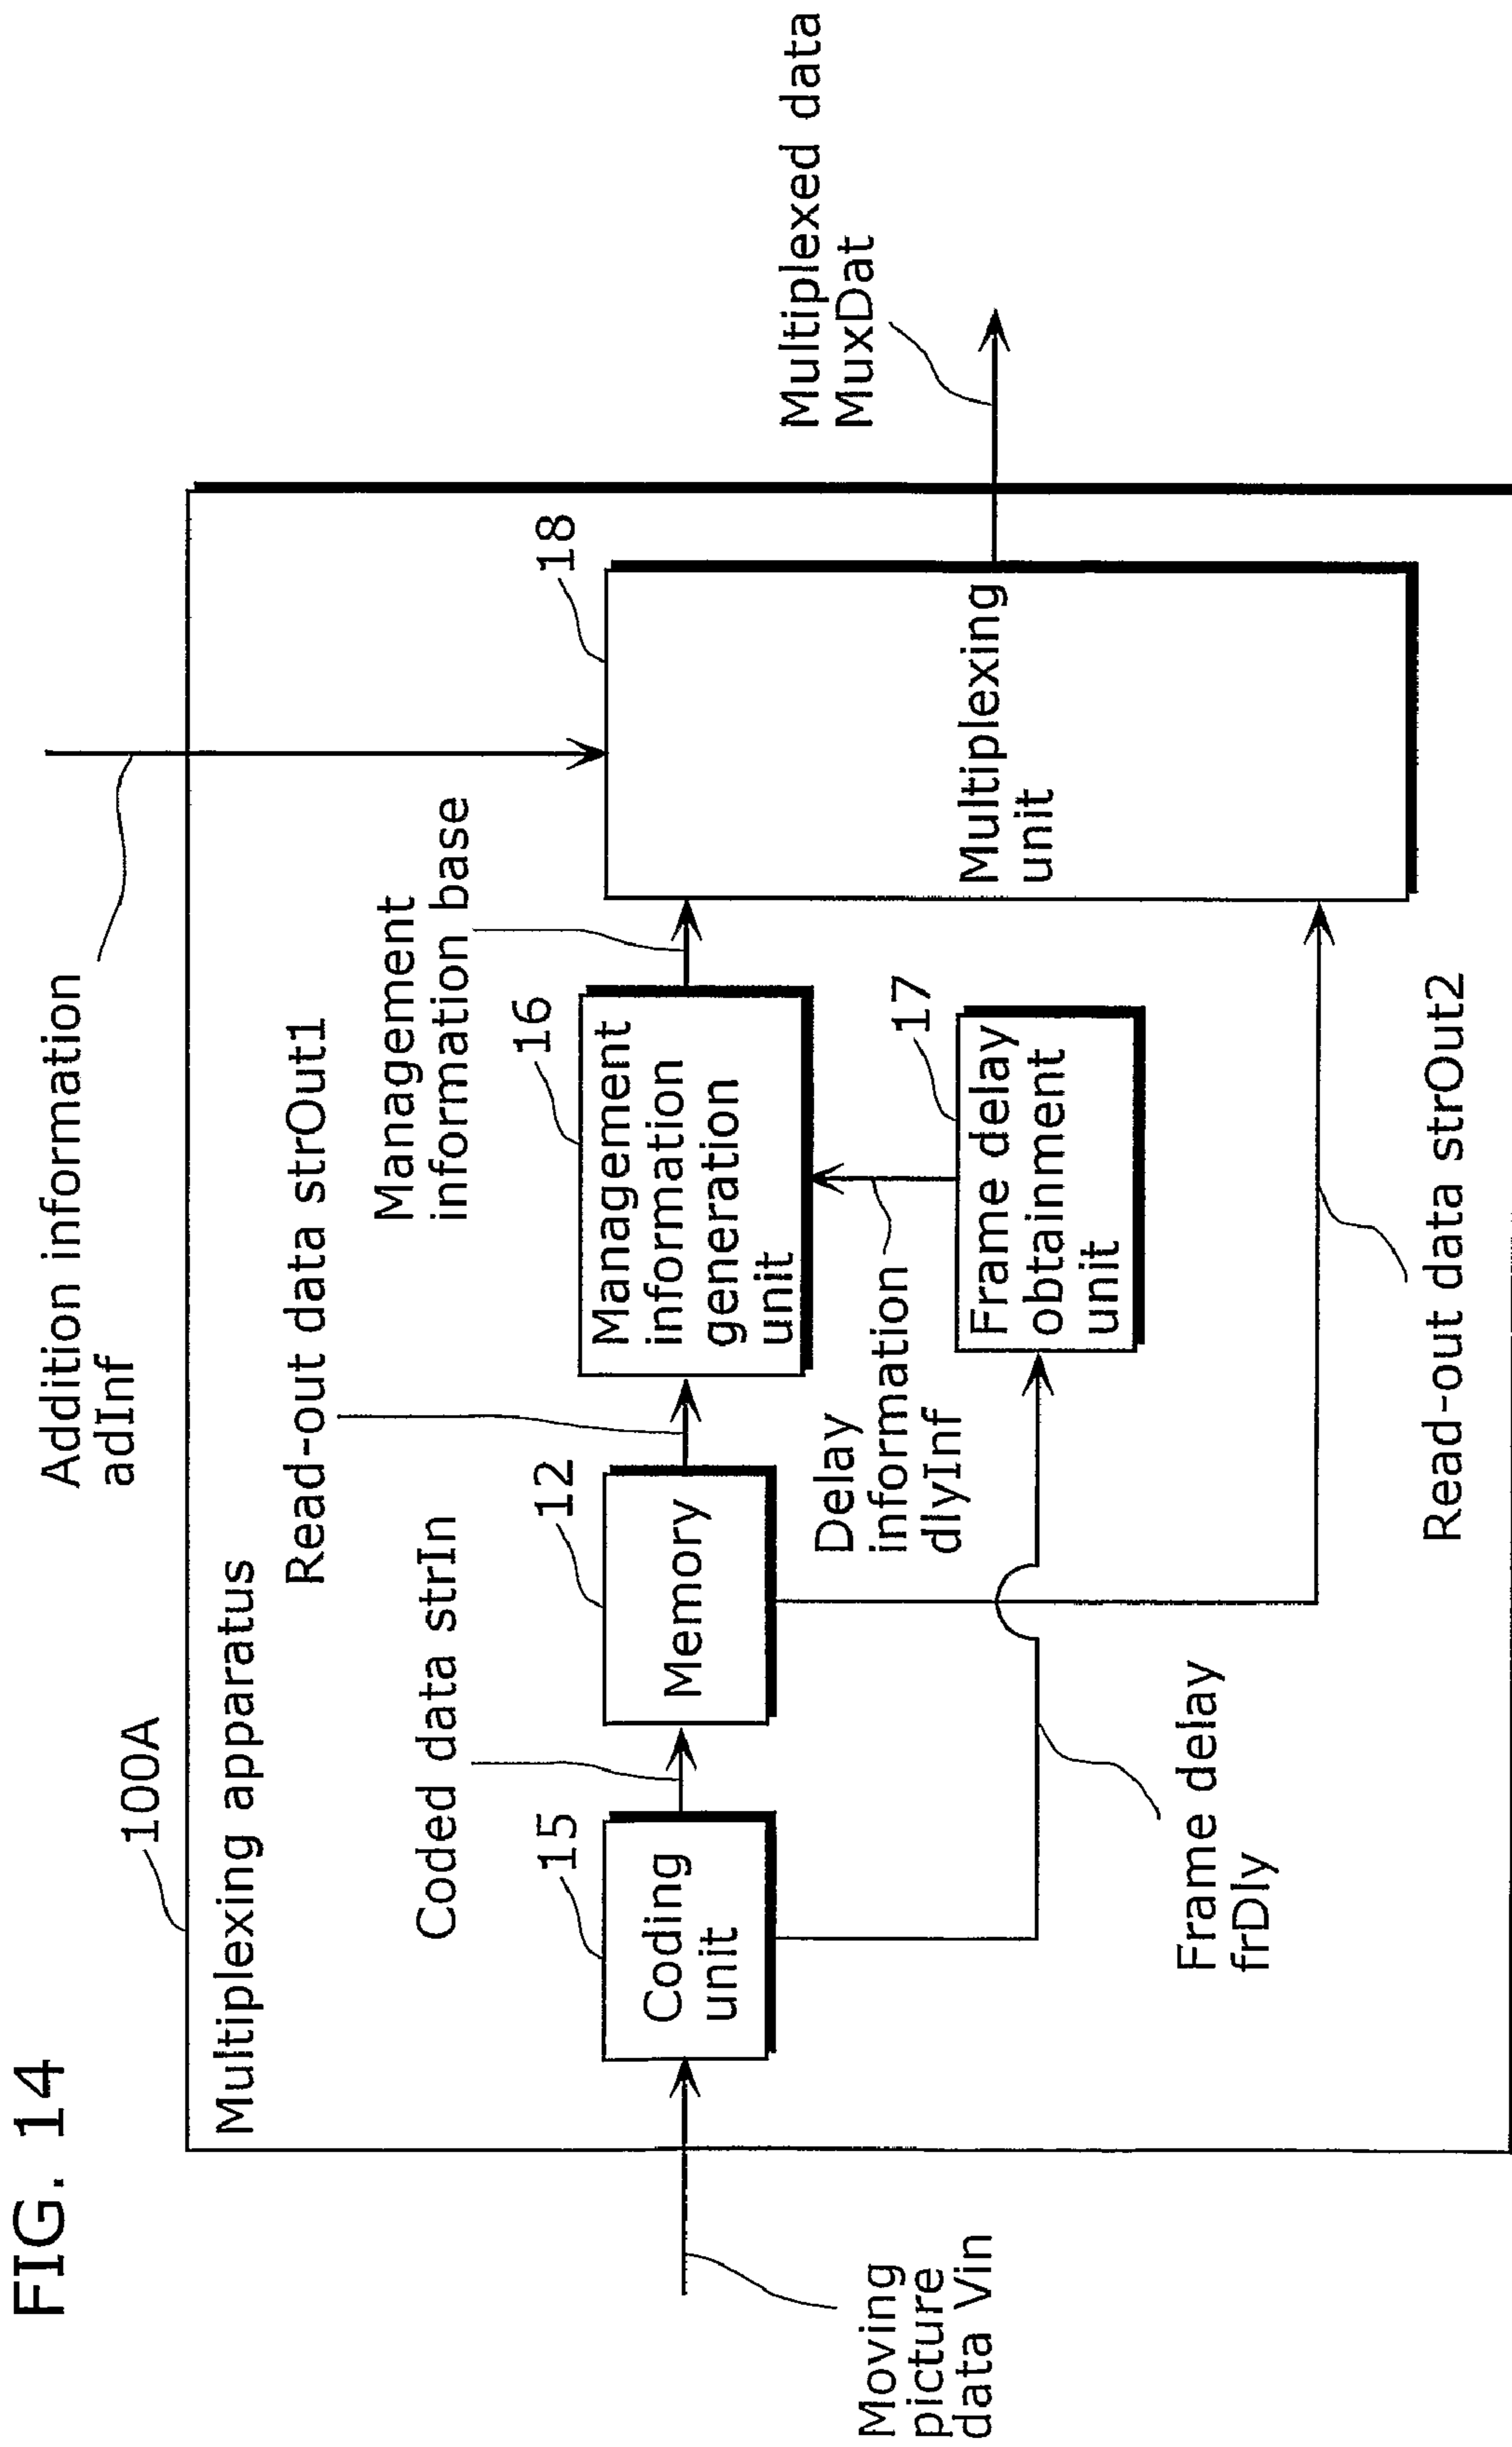 FIG. 14
100A
Multiplexing apparatus
Addition information
adInf
Read-out data strOut1
Coded data strIn
Management
information base
15
12
16
18
Coding
unit
Memory
Management
information
generation
unit
Multiplexing
unit
Multiplexed data
MuxDat
Moving
picture
data Vin
Delay
information
dlyInf
17
Frame delay
obtainment
unit
Frame delay
frDly
Read-out data strOut2